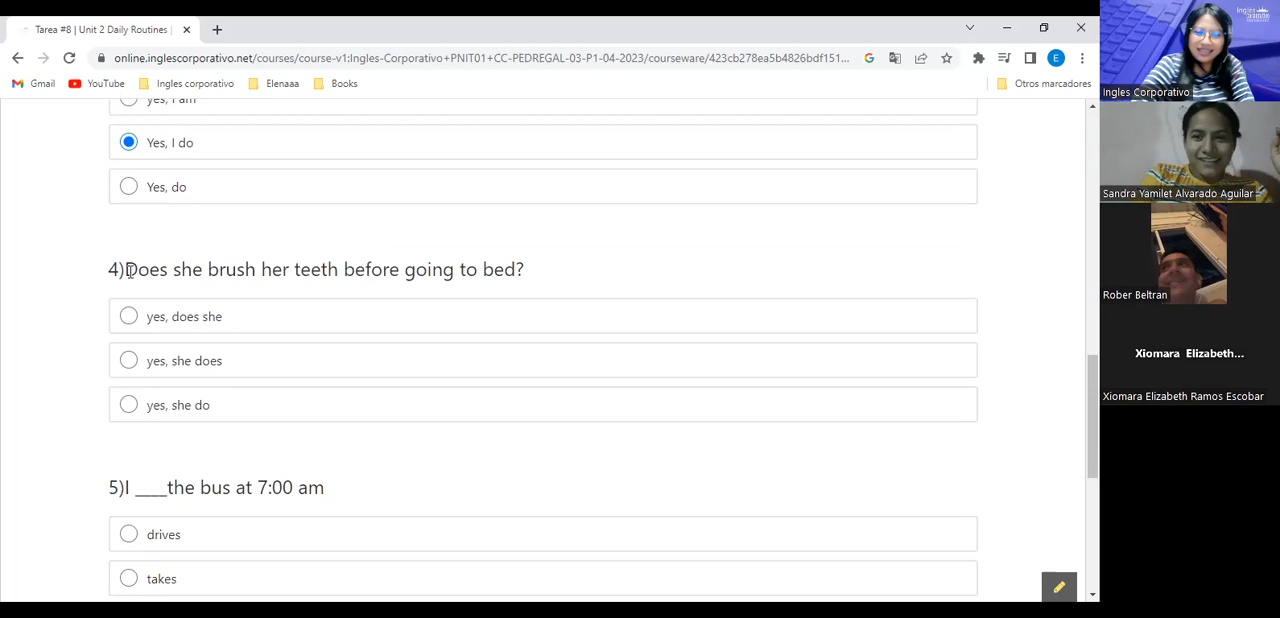 Tarea #8 | Unit 2 Daily Routines |
online.inglescorporativo.net/courses/course-v1:Ingles-Corporativo+PNIT01+CC-PEDREGAL-03-P1-04-2023/courseware/423cb278ea5b4826bdf151...
E
Gmail
YouTube
Ingles corporativo
Elenaaa
Books
Otros marcadores
yes, I am
Yes, I do
Yes, do
4)Does she brush her teeth before going to bed?
yes, does she
yes, she does
yes, she do
5)I ____the bus at 7:00 am
drives
takes
Ingles Corporativo
Sandra Yamilet Alvarado Aguilar
Rober Beltran
Xiomara Elizabeth...
Xiomara Elizabeth Ramos Escobar